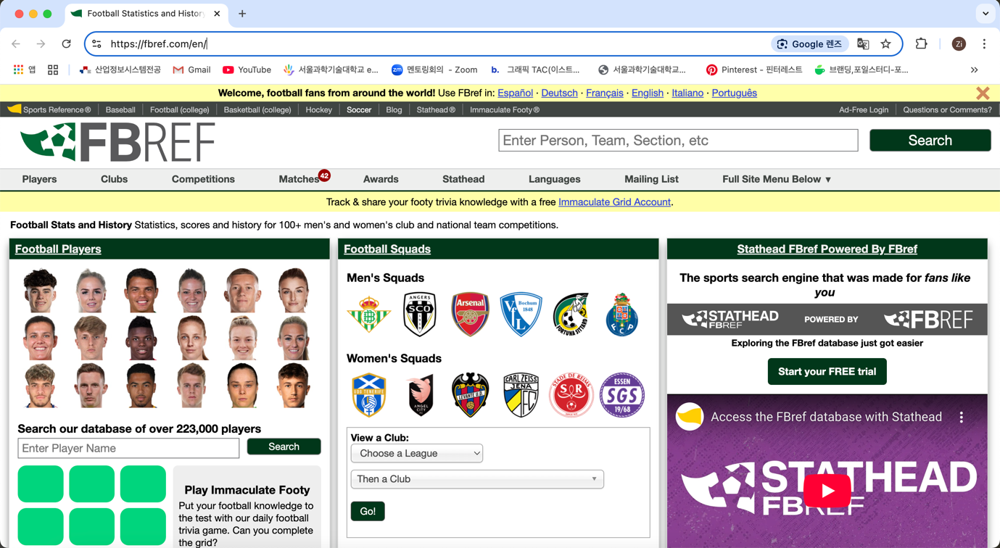 Football Statistics and History
https://fbref.com/en/
Google 렌즈
Zi
앱
산업정보시스템전공
Gmail
YouTube
서울과학기술대학교 e...
zm 멘토링회의 - Zoom
b. 그래픽 TAC(이스트...
서울과학기술대학교...
Pinterest - 핀터레스트
브랜딩,포일스터디-포...
Welcome, football fans from around the world! Use FBref in: Español · Deutsch · Français · English · Italiano · Português
Sports Reference® Baseball Football (college) Basketball (college) Hockey Soccer Blog Stathead® Immaculate Footy® Ad-Free Login Questions or Comments?
FBREF
Enter Person, Team, Section, etc
Search
Players Clubs Competitions Matches 42 Awards Stathead Languages Mailing List Full Site Menu Below ▼
Track & share your footy trivia knowledge with a free Immaculate Grid Account.
Football Stats and History Statistics, scores and history for 100+ men's and women's club and national team competitions.
Football Players
Search our database of over 223,000 players
Enter Player Name
Search
Play Immaculate Footy
Put your football knowledge to
the test with our daily football
trivia game. Can you complete
the grid?
Football Squads
Men's Squads
ANGERS
SCO
Arsenal
VfL
Bochum
1848
FORTUNA SITTARD
FCP
Women's Squads
ANGEL CITY
LEVANTE U.D.
CARL ZEISS
JENA
FC
STADE DE REIMS
SR
ESSEN
SGS
19/68
View a Club:
Choose a League
Then a Club
Go!
Stathead FBref Powered By FBref
The sports search engine that was made for fans like
you
STATHEAD
FBREF
POWERED BY
FBREF
Exploring the FBref database just got easier
Start your FREE trial
Access the FBref database with Stathead
STATHEAD
FBREF